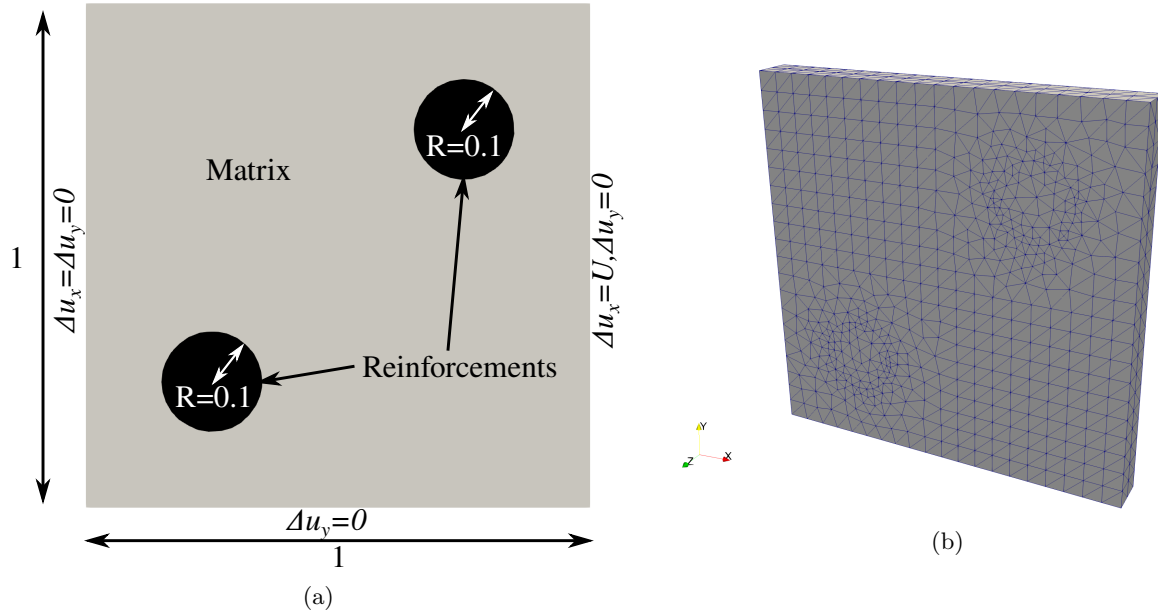 R=0.1
Matrix
1
Δu_x=Δu_y=0
Δu_x=U,Δu_y=0
Reinforcements
R=0.1
Δu_y=0
1
(a)
Y
X
Z
(b)